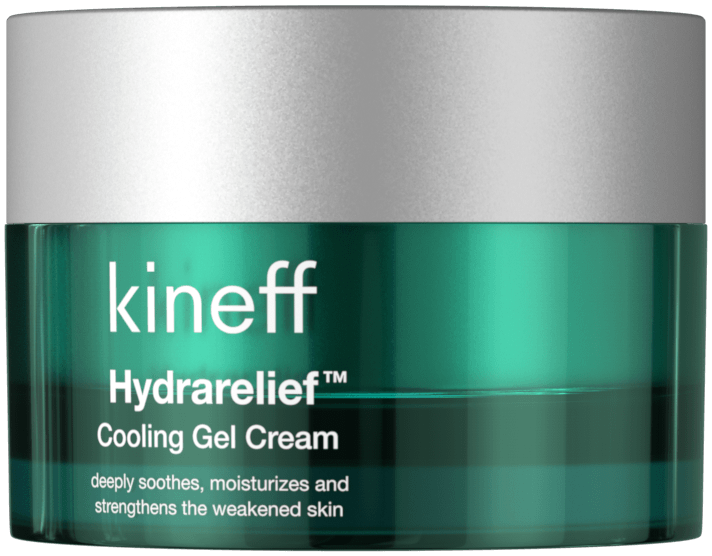 kineff
Hydrarelief™
Cooling Gel Cream
deeply soothes, moisturizes and
strengthens the weakened skin